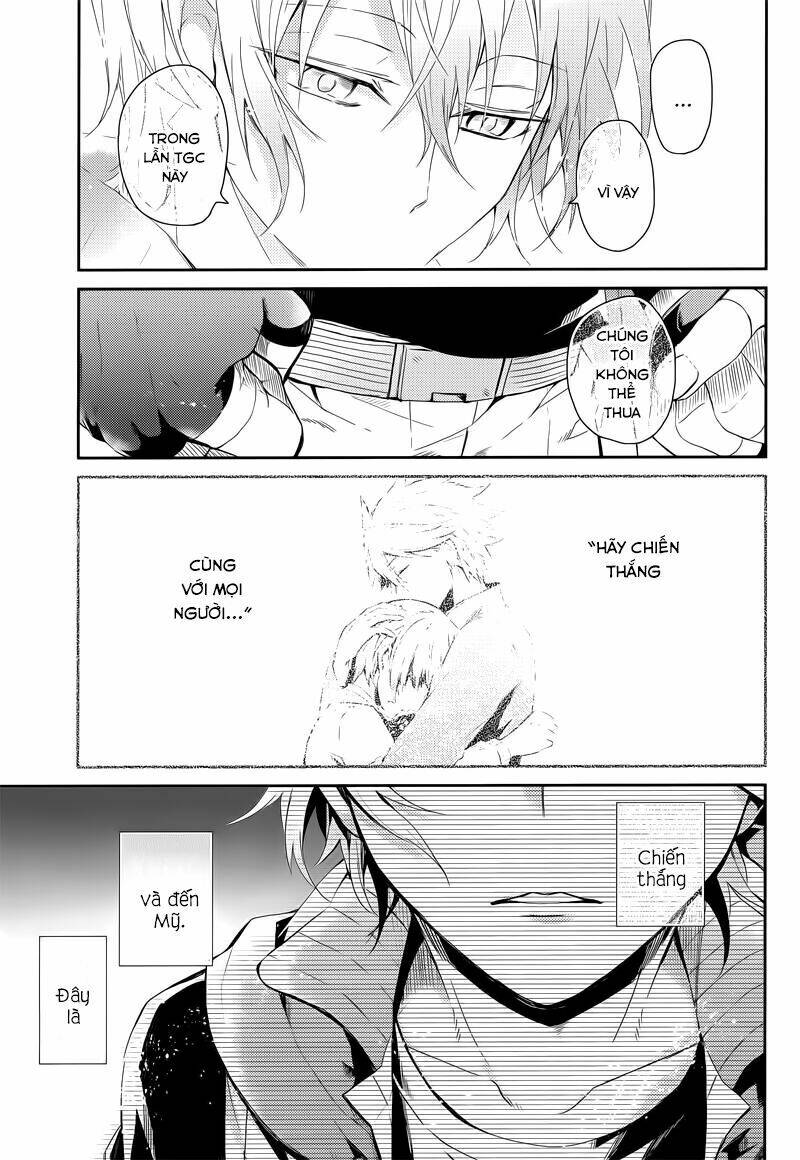 ...
VÌ VẬY
TRONG
LẦN TGC
NÀY
CHÚNG
TÔI
KHÔNG
THỂ
THUA
“HÃY CHIẾN
THẮNG
CÙNG
VỚI MỌI
NGƯỜI...”
Chiến
thắng
và đến
Mỹ.
Đây
là